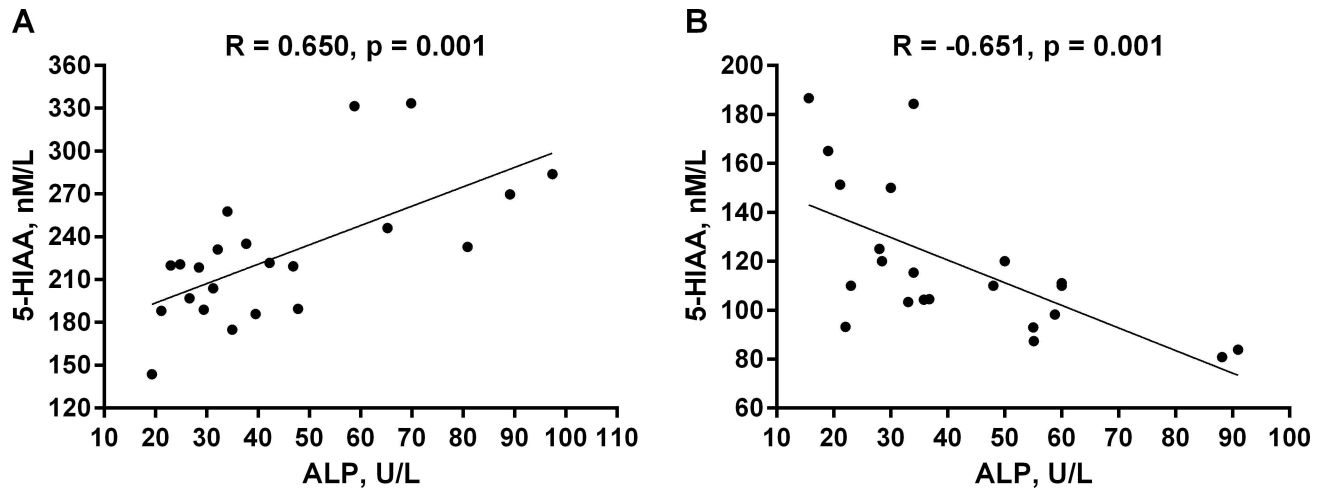 A
R = 0.650, p = 0.001
360
330
300
270
240
210
180
150
120
5-HIAA, nM/L
10 20 30 40 50 60 70 80 90 100 110
ALP, U/L
B
R = -0.651, p = 0.001
200
180
160
140
120
100
80
60
5-HIAA, nM/L
10 20 30 40 50 60 70 80 90 100
ALP, U/L